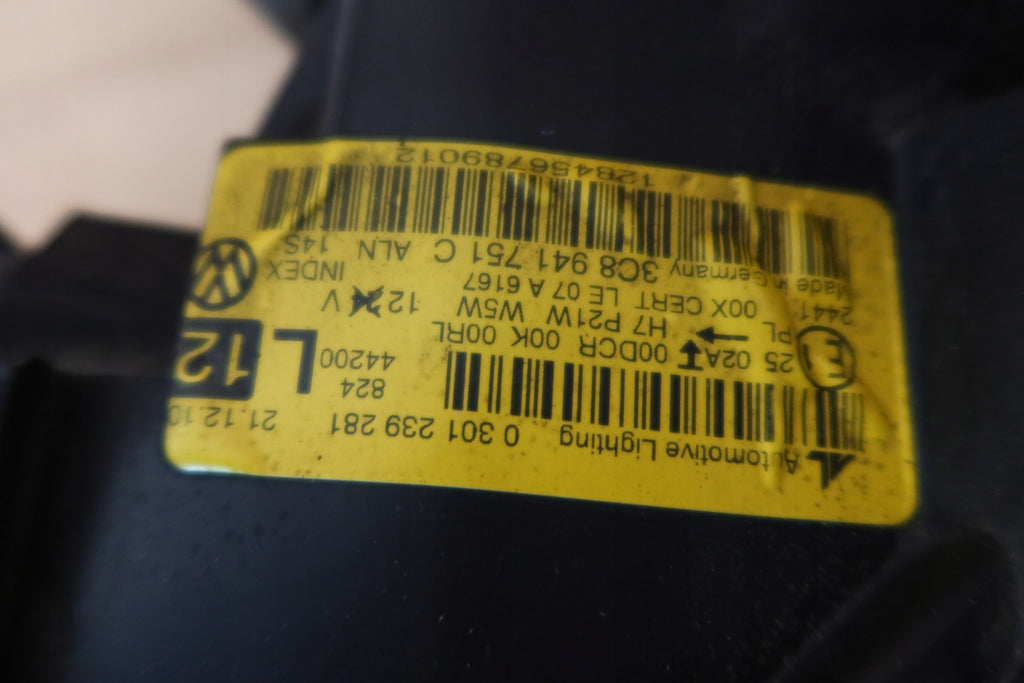 Automotive Lighting 0 301 239 281 21.12.10
824
44200 L 12
E1 25 02A 00DCR 00K 00RL
PL H7 P21W W5W 12 V
2441 00X CERT LE 07 A 6167 INDEX
Made in Germany 3C8 941 751 C ALN 14S
123456789012